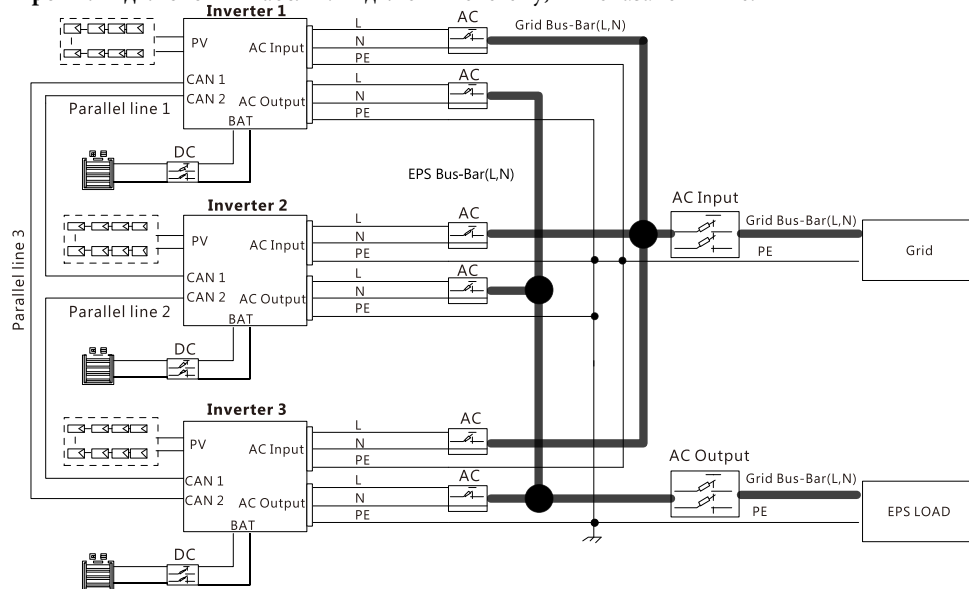 Inverter 1
PV
AC Input
CAN 1
CAN 2
AC Output
BAT
L
N
PE
L
N
PE
AC
AC
Grid Bus-Bar(L,N)
Parallel line 1
DC
EPS Bus-Bar(L,N)
Inverter 2
PV
AC Input
CAN 1
CAN 2
AC Output
BAT
L
N
PE
L
N
PE
AC
AC
AC Input
Grid Bus-Bar(L,N)
PE
Grid
Parallel line 3
Parallel line 2
DC
Inverter 3
PV
AC Input
CAN 1
CAN 2
AC Output
BAT
L
N
PE
L
N
PE
AC
AC
AC Output
Grid Bus-Bar(L,N)
PE
EPS LOAD
DC